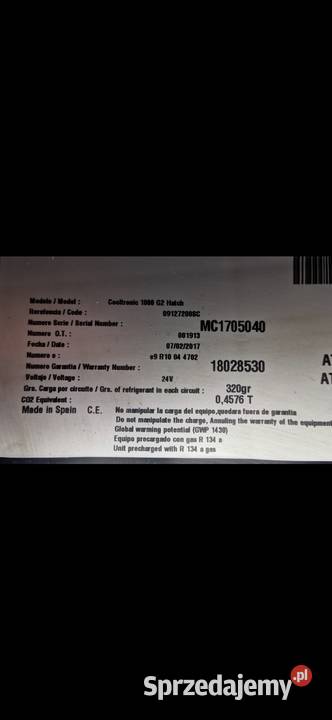 Modelo / Model : Cooltronic 1000 G2 Hatch
Rereferncia / Code : 0912720OSC
Numero Serie / Serial Number : MC1705040
Numero O.T. : 001913
Fecha / Date : 07/02/2017
Numero e : e9 R10 04 4702
Numero Garantia / Warranty Number : 18028530
Voltaje / Voltage : 24V
Grs. Carga por circuito / Grs. of refrigerant in each circuit : 320gr
CO2 Equivalent : 0,4576 T
Made in Spain C.E. No manipular la carga del equipo,quedara fuera de garantia
Do not manipulate the charge, Annuling the warranty of the equipment
Global warming potential (GWP 1430)
Equipo precargado con gas R 134 a
Unit precharged with R 134 a gas
AT
AT
Sprzedajemy.pl